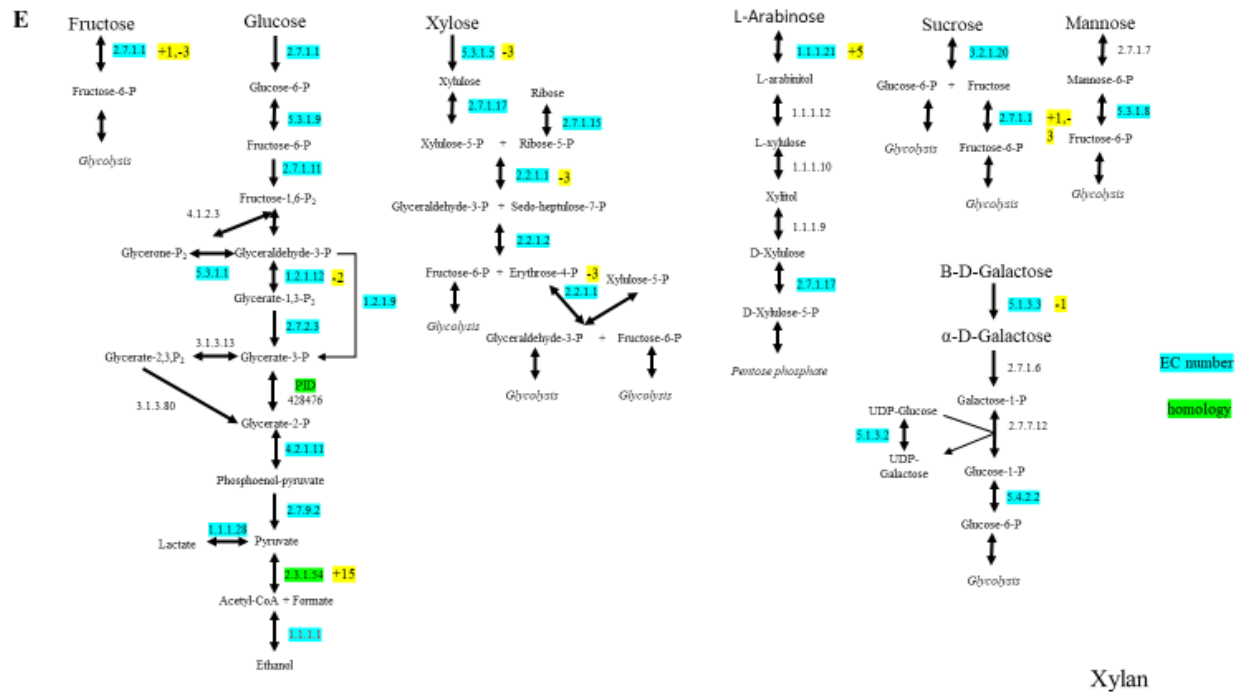 E
Fructose
2.7.1.1 +1,-3
Fructose-6-P
Glycolysis
Glucose
2.7.1.1
Glucose-6-P
5.3.1.9
Fructose-6-P
2.7.1.11
Fructose-1,6-P2
4.1.2.3
Glycerone-P2
Glyceraldehyde-3-P
5.3.1.1
1.2.1.12 -2
1.2.1.9
Glycerate-1,3-P2
2.7.2.3
3.1.3.13
Glycerate-2,3,P2
Glycerate-3-P
PID
428476
3.1.3.80
Glycerate-2-P
4.2.1.11
Phosphoenol-pyruvate
2.7.9.2
1.1.1.28
Lactate
Pyruvate
2.3.1.54 +15
Acetyl-CoA + Formate
1.1.1.1
Ethanol
Xylose
5.3.1.5 -3
Xylulose
Ribose
2.7.1.17
2.7.1.15
Xylulose-5-P + Ribose-5-P
2.2.1.1 -3
Glyceraldehyde-3-P + Sedo-heptulose-7-P
2.2.1.2
Fructose-6-P + Erythrose-4-P -3
Xylulose-5-P
2.2.1.1
Glycolysis
Glyceraldehyde-3-P + Fructose-6-P
Glycolysis
Glycolysis
L-Arabinose
1.1.1.21 +5
L-arabinitol
1.1.1.12
L-xylulose
1.1.1.10
Xylitol
1.1.1.9
D-Xylulose
2.7.1.17
D-Xylulose-5-P
Pentose phosphate
Sucrose
3.2.1.20
Glucose-6-P + Fructose
2.7.1.1 +1,-
3
Glycolysis
Fructose-6-P
Glycolysis
Mannose
2.7.1.7
Mannose-6-P
5.3.1.8
Fructose-6-P
Glycolysis
B-D-Galactose
5.1.3.3 -1
α-D-Galactose
2.7.1.6
Galactose-1-P
UDP-Glucose
2.7.7.12
5.1.3.2
UDP-
Galactose
Glucose-1-P
5.4.2.2
Glucose-6-P
Glycolysis
EC number
homology
Xylan